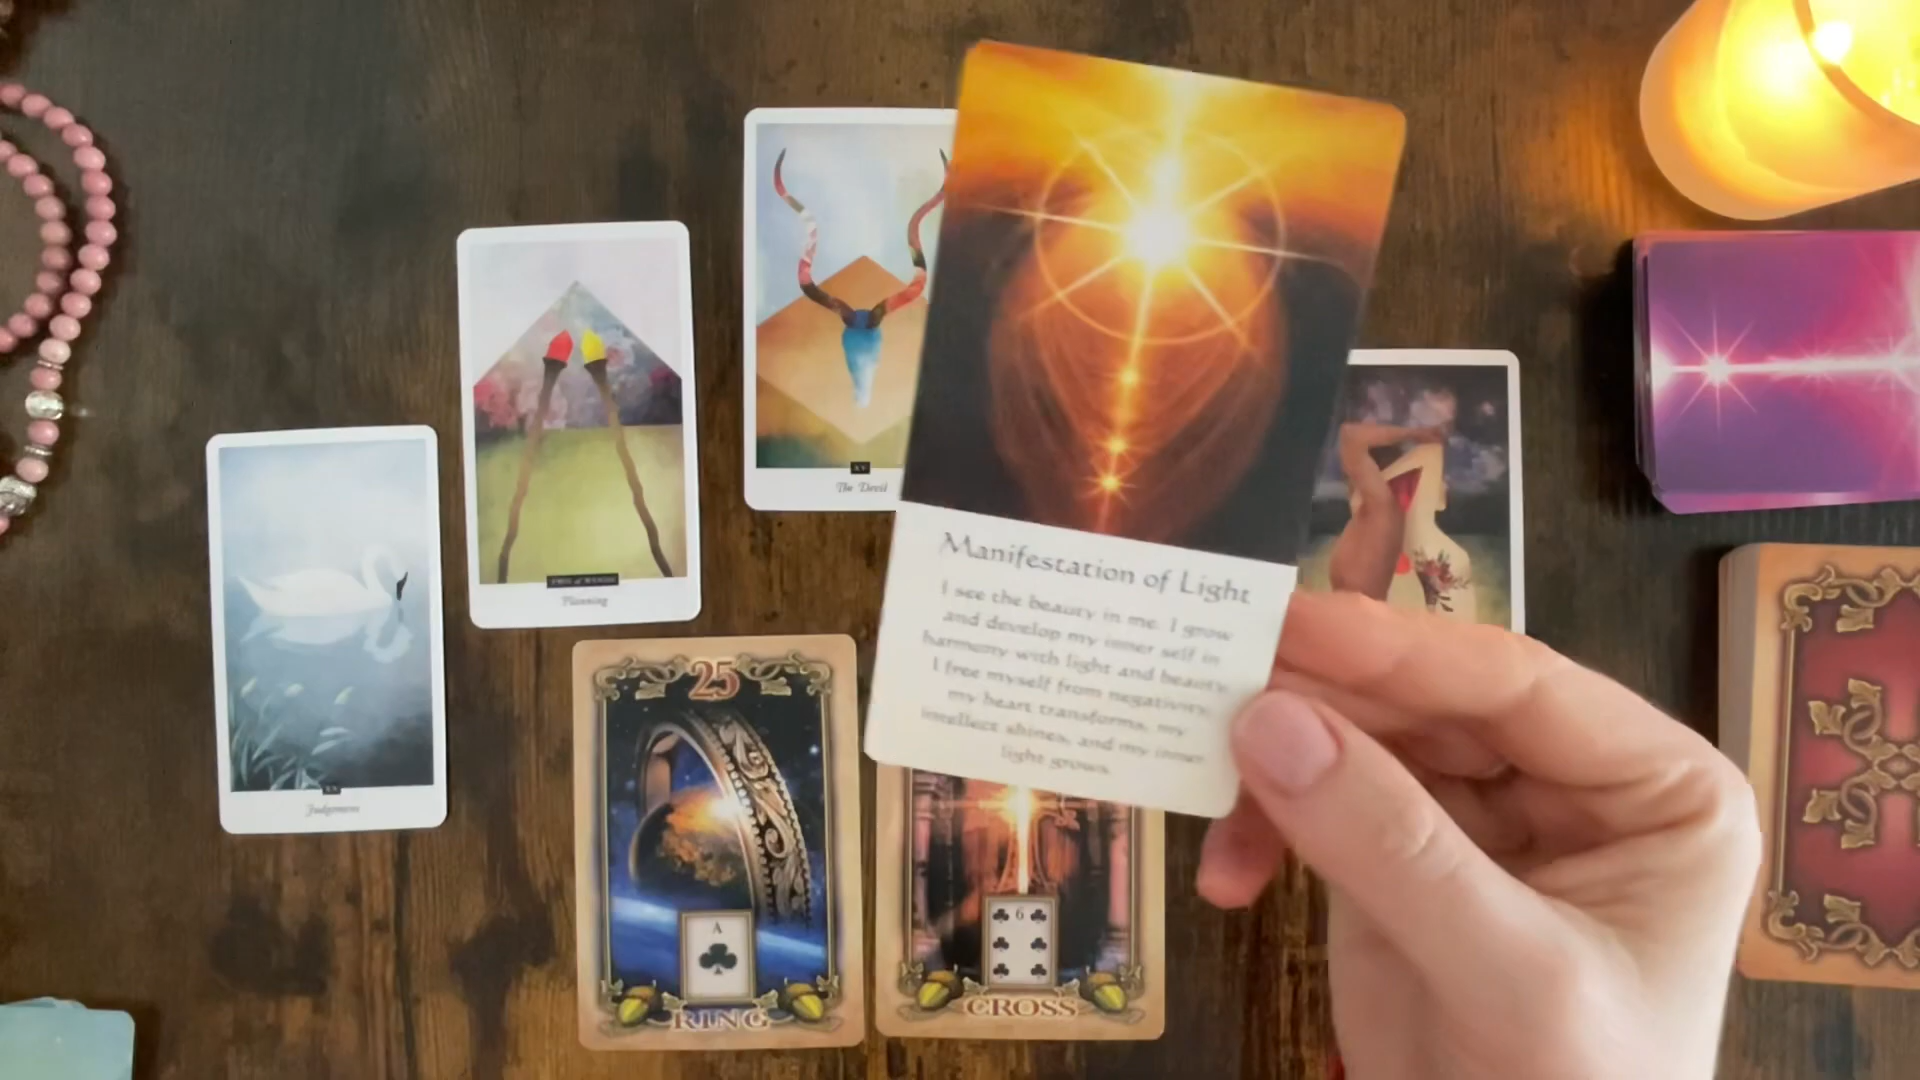 XV
The Devil
TWO of WANDS
Planning
XX
Judgement
Manifestation of Light
I see the beauty in me. I grow
and develop my inner self in
harmony with light and beauty.
I free myself from negativity,
my heart transforms, my
intellect shines, and my inner
light grows.
25
A
RING
6
CROSS